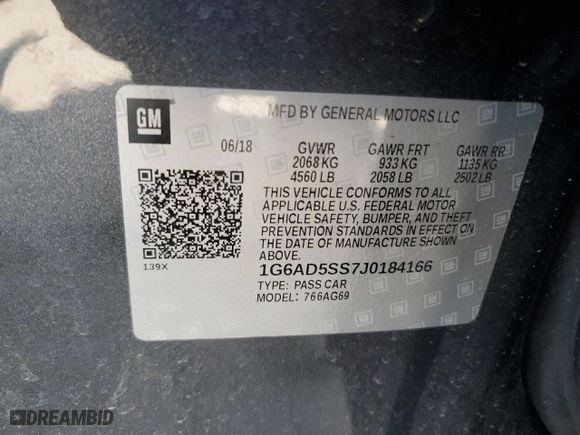 GM
MFD BY GENERAL MOTORS LLC
06/18 GVWR GAWR FRT GAWR RR
2068 KG 933 KG 1135 KG
4560 LB 2058 LB 2502 LB
THIS VEHICLE CONFORMS TO ALL
APPLICABLE U.S. FEDERAL MOTOR
VEHICLE SAFETY, BUMPER, AND THEFT
PREVENTION STANDARDS IN EFFECT ON
THE DATE OF MANUFACTURE SHOWN
ABOVE.
139X
1G6AD5SS7J0184166
TYPE: PASS CAR
MODEL: 766AG69
DREAMBID